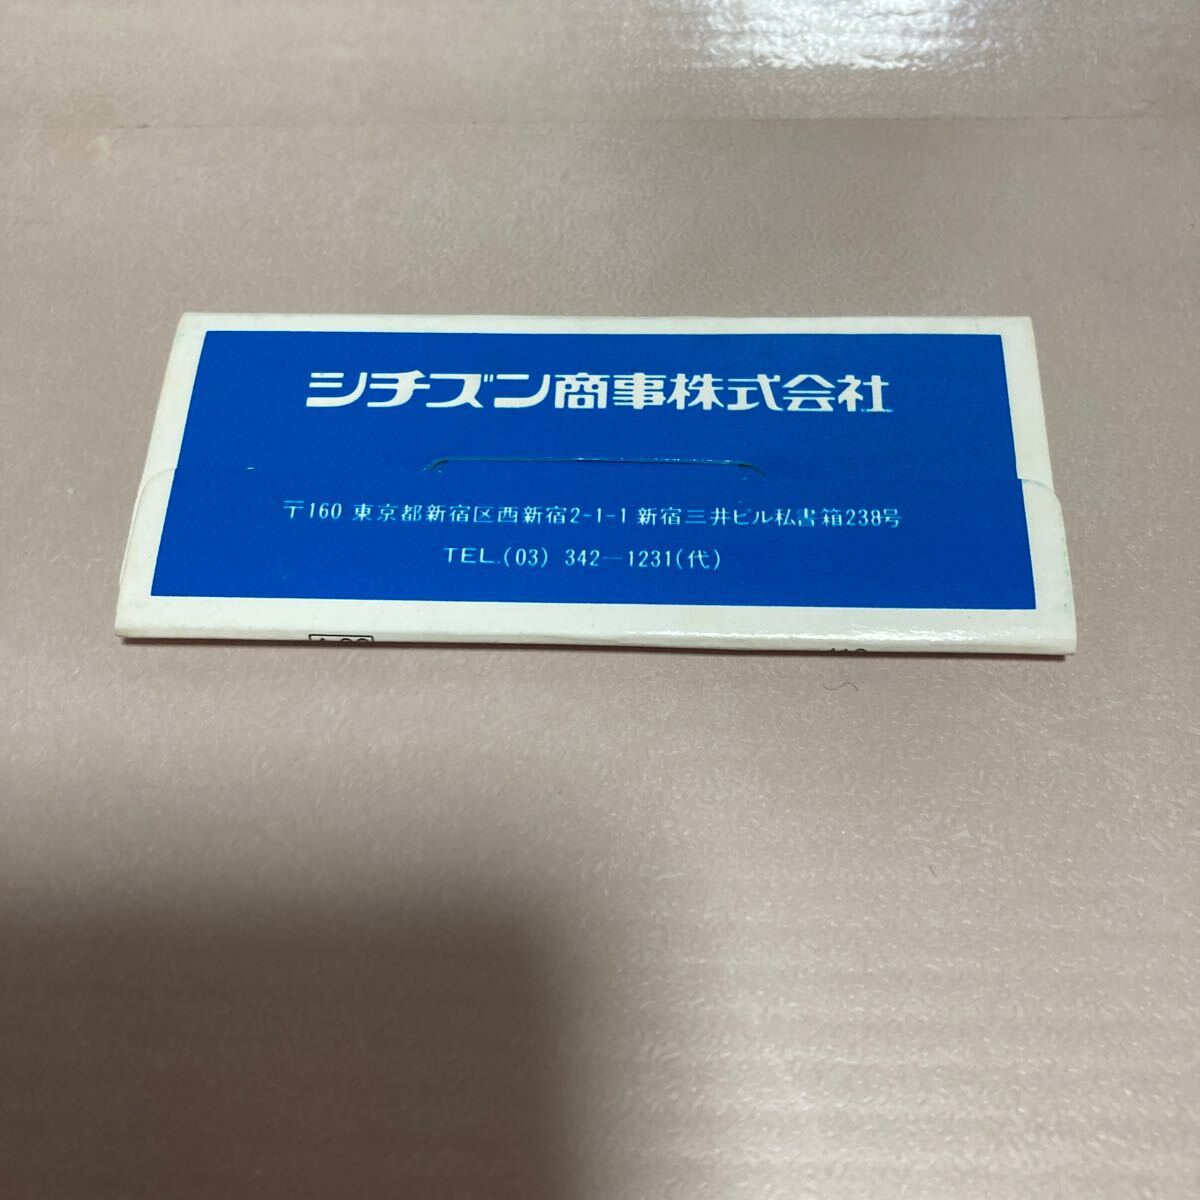 シチズン商事株式会社
〒160 東京都新宿区西新宿2-1-1 新宿三井ビル私書箱238号
TEL.(03) 342―1231(代)